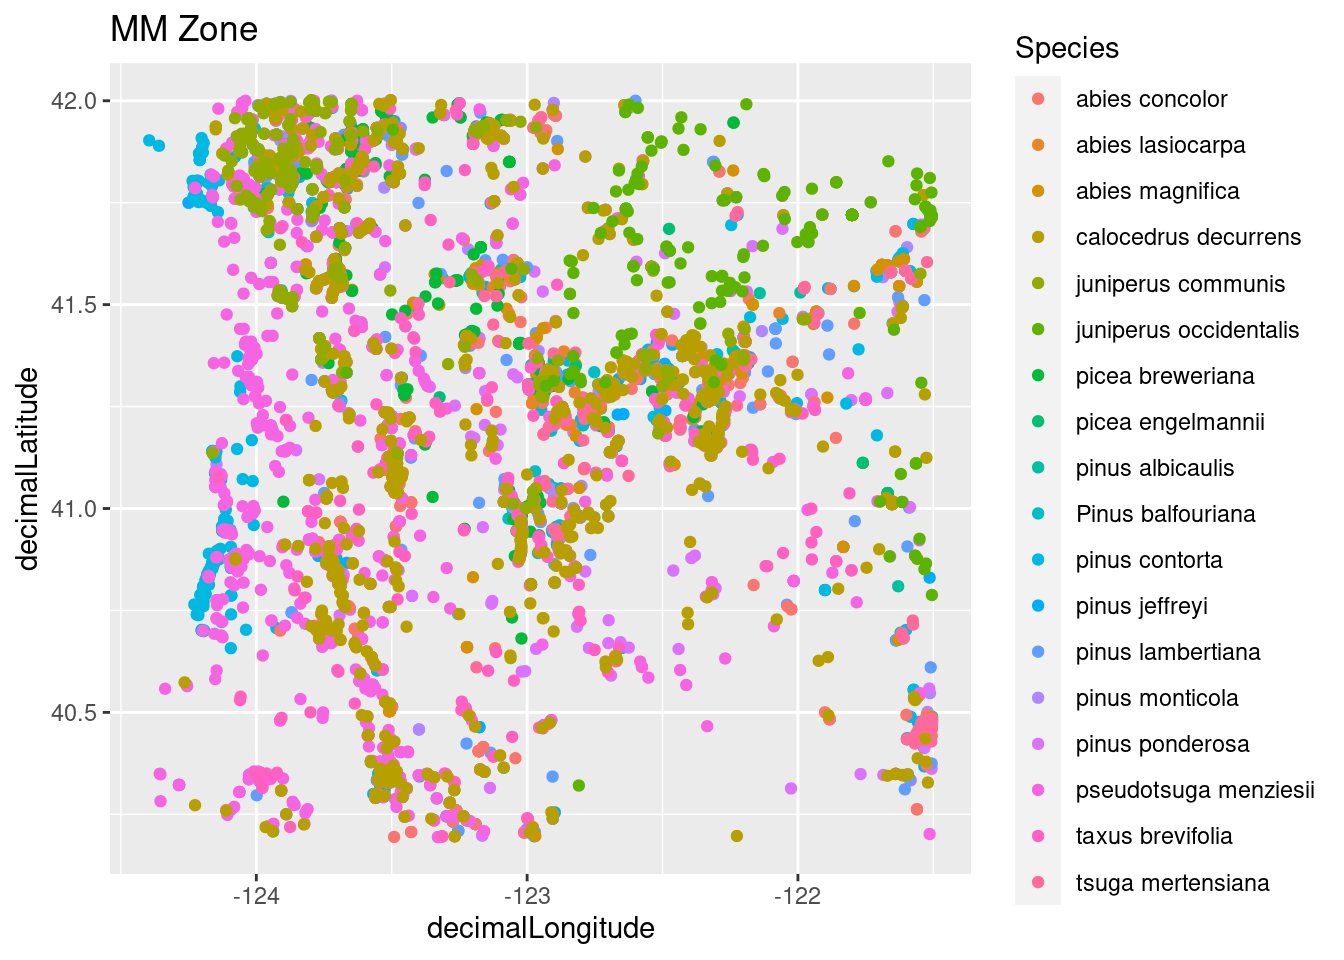 MM Zone
42.0
41.5
41.0
40.5
decimalLatitude
-124
-123
-122
decimalLongitude
Species
abies concolor
abies lasiocarpa
abies magnifica
calocedrus decurrens
juniperus communis
juniperus occidentalis
picea breweriana
picea engelmannii
pinus albicaulis
Pinus balfouriana
pinus contorta
pinus jeffreyi
pinus lambertiana
pinus monticola
pinus ponderosa
pseudotsuga menziesii
taxus brevifolia
tsuga mertensiana